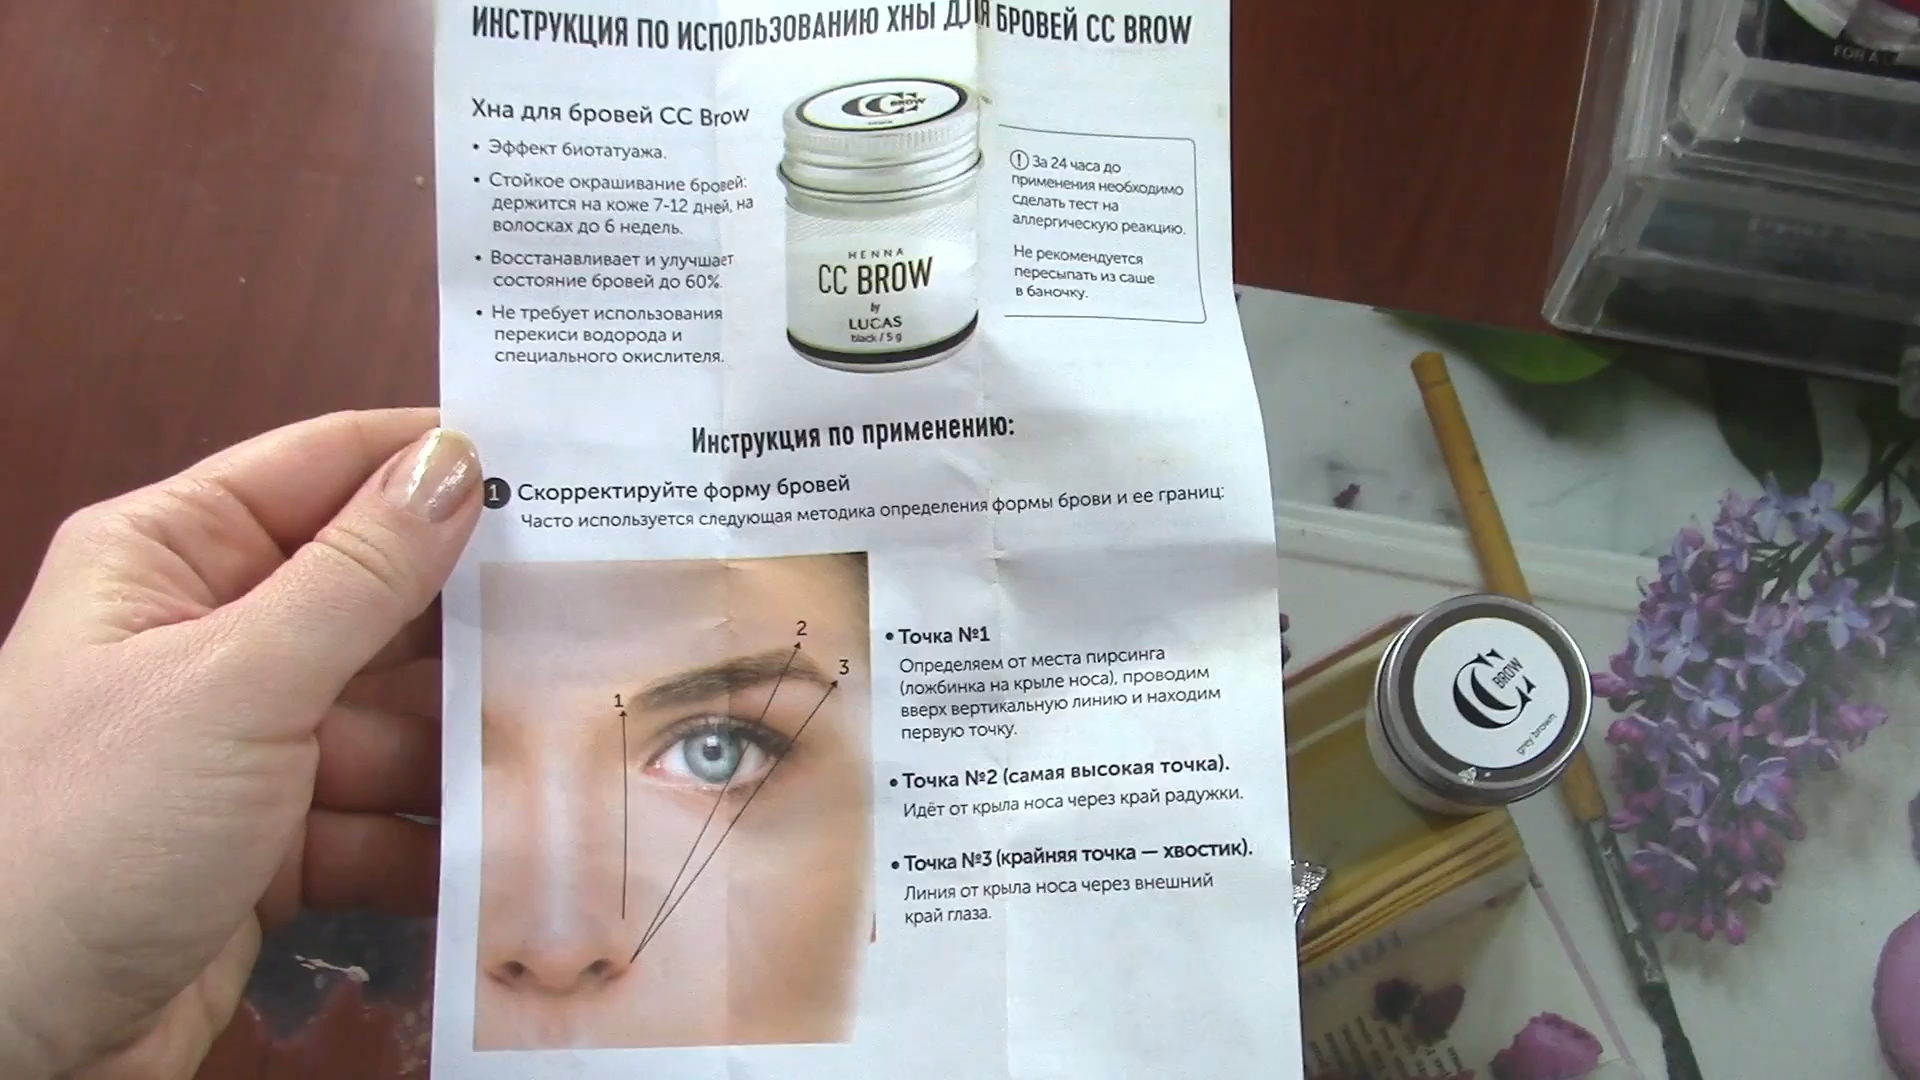 ИНСТРУКЦИЯ ПО ИСПОЛЬЗОВАНИЮ ХНЫ ДЛЯ БРОВЕЙ CC BROW
Хна для бровей CC Brow
• Эффект биотатуажа.
• Стойкое окрашивание бровей:
держится на коже 7-12 дней, на
волосках до 6 недель.
• Восстанавливает и улучшает
состояние бровей до 60%.
• Не требует использования
перекиси водорода и
специального окислителя.
CC BROW
HENNA
CC BROW
by
LUCAS
black / 5 g
! За 24 часа до
применения необходимо
сделать тест на
аллергическую реакцию.
Не рекомендуется
пересыпать из саше
в баночку.
Инструкция по применению:
1 Скорректируйте форму бровей
Часто используется следующая методика определения формы брови и ее границ:
1
2
3
• Точка №1
Определяем от места пирсинга
(ложбинка на крыле носа), проводим
вверх вертикальную линию и находим
первую точку.
• Точка №2 (самая высокая точка).
Идёт от крыла носа через край радужки.
• Точка №3 (крайняя точка — хвостик).
Линия от крыла носа через внешний
край глаза.
CC BROW
grey brown
FOR A